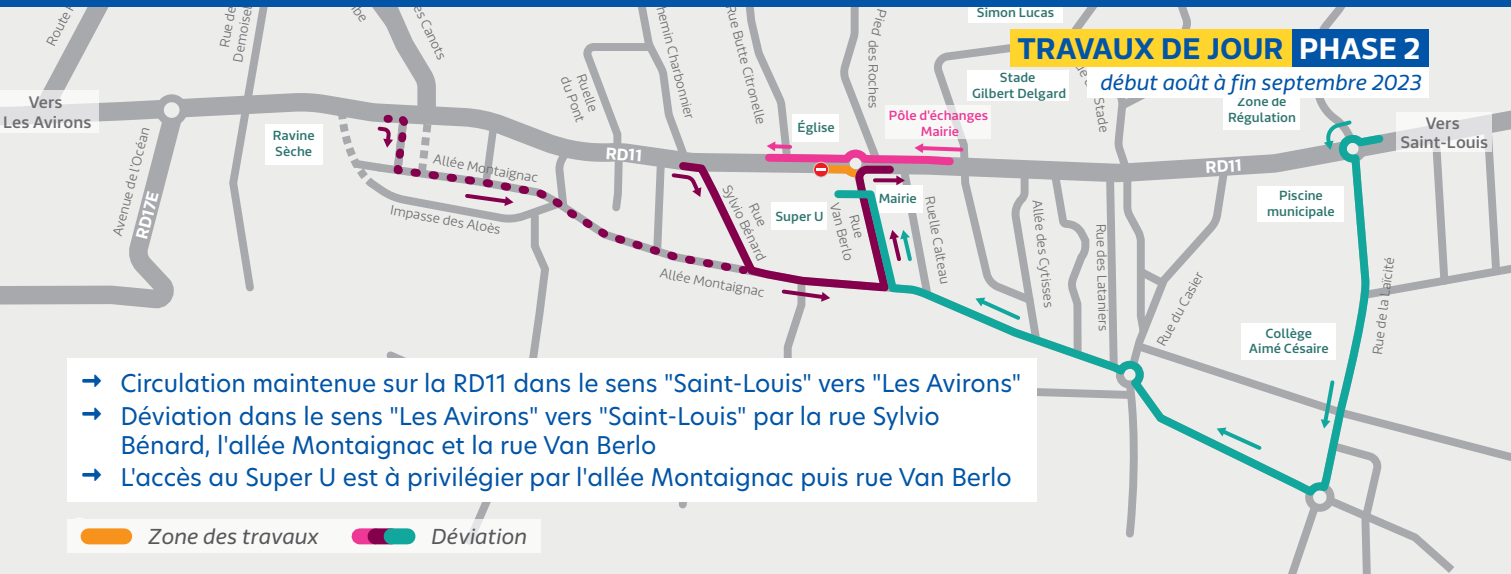 Simon Lucas
TRAVAUX DE JOUR PHASE 2
début août à fin septembre 2023
Stade
Gilbert Delgard
Zone de
Régulation
Vers
Les Avirons
Vers
Saint-Louis
Rue de
Demoisel
es Canots
Chemin Charbonnier
Rue Butte Citronelle
Pied des Roches
Stade
Ruelle
du Pont
Ravine
Sèche
Église
Pôle d'échanges
Mairie
RD11
RD11
Avenue de l'Océan
RD17E
Allée Montaignac
Impasse des Aloès
Rue
Sylvio Bénard
Super U
Rue
Van Berlo
Mairie
Ruelle Calteau
Allée des Cytisses
Rue des Lataniers
Piscine
municipale
Allée Montaignac
Rue du Casier
Rue de la Laïcité
Collège
Aimé Césaire
➞ Circulation maintenue sur la RD11 dans le sens "Saint-Louis" vers "Les Avirons"
➞ Déviation dans le sens "Les Avirons" vers "Saint-Louis" par la rue Sylvio
Bénard, l'allée Montaignac et la rue Van Berlo
➞ L'accès au Super U est à privilégier par l'allée Montaignac puis rue Van Berlo
Zone des travaux
Déviation